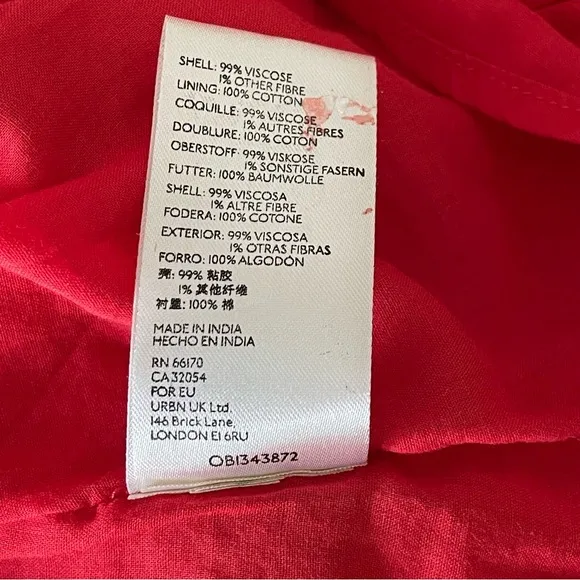 SHELL: 99% VISCOSE
1% OTHER FIBRE
LINING: 100% COTTON
COQUILLE: 99% VISCOSE
1% AUTRES FIBRES
DOUBLURE: 100% COTON
OBERSTOFF: 99% VISKOSE
1% SONSTIGE FASERN
FUTTER: 100% BAUMWOLLE
SHELL: 99% VISCOSA
1% ALTRE FIBRE
FODERA: 100% COTONE
EXTERIOR: 99% VISCOSA
1% OTRAS FIBRAS
FORRO: 100% ALGODÓN
壳: 99% 粘胶
1% 其他纤维
衬里: 100% 棉
MADE IN INDIA
HECHO EN INDIA
RN 66170
CA 32054
FOR EU
URBN UK Ltd.
146 Brick Lane,
LONDON E1 6RU
OB1343872